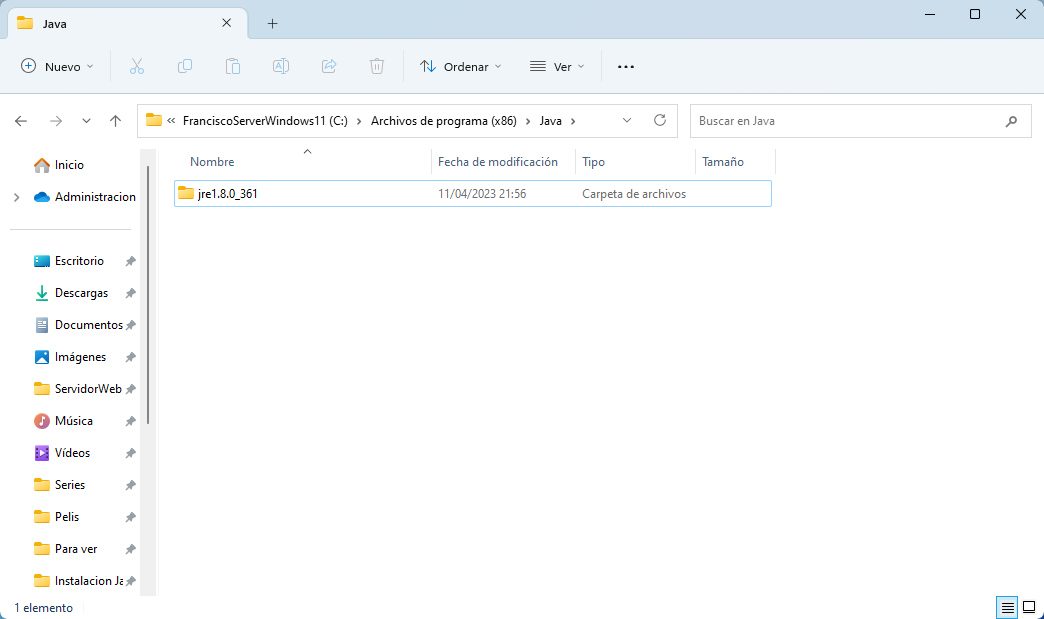 Java
Nuevo
Ordenar
Ver
« FranciscoServerWindows11 (C:) > Archivos de programa (x86) > Java >
Buscar en Java
Inicio
Administracion
Escritorio
Descargas
Documentos
Imágenes
ServidorWeb
Música
Vídeos
Series
Pelis
Para ver
Instalacion Ja
Nombre Fecha de modificación Tipo Tamaño
jre1.8.0_361 11/04/2023 21:56 Carpeta de archivos
1 elemento